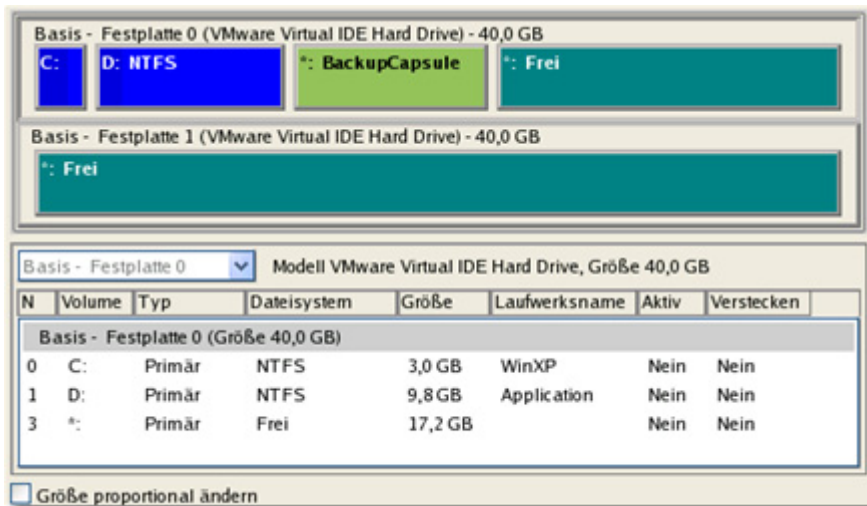 Basis - Festplatte 0 (VMware Virtual IDE Hard Drive) - 40,0 GB
C: D: NTFS *: BackupCapsule *: Frei
Basis - Festplatte 1 (VMware Virtual IDE Hard Drive) - 40,0 GB
*: Frei
Basis - Festplatte 0 Modell VMware Virtual IDE Hard Drive, Größe 40,0 GB
N Volume Typ Dateisystem Größe Laufwerksname Aktiv Verstecken
Basis - Festplatte 0 (Größe 40,0 GB)
0 C: Primär NTFS 3,0 GB WinXP Nein Nein
1 D: Primär NTFS 9,8 GB Application Nein Nein
3 *: Primär Frei 17,2 GB Nein Nein
Größe proportional ändern